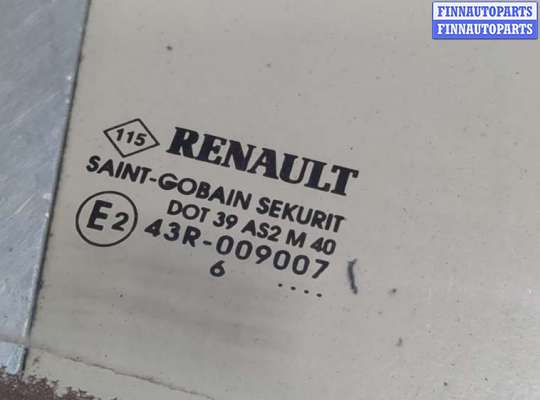 FINNAUTOPARTS
FINNAUTOPARTS
115 RENAULT
SAINT-GOBAIN SEKURIT
DOT 39 AS2 M 40
E2 43R-009007
6 ....